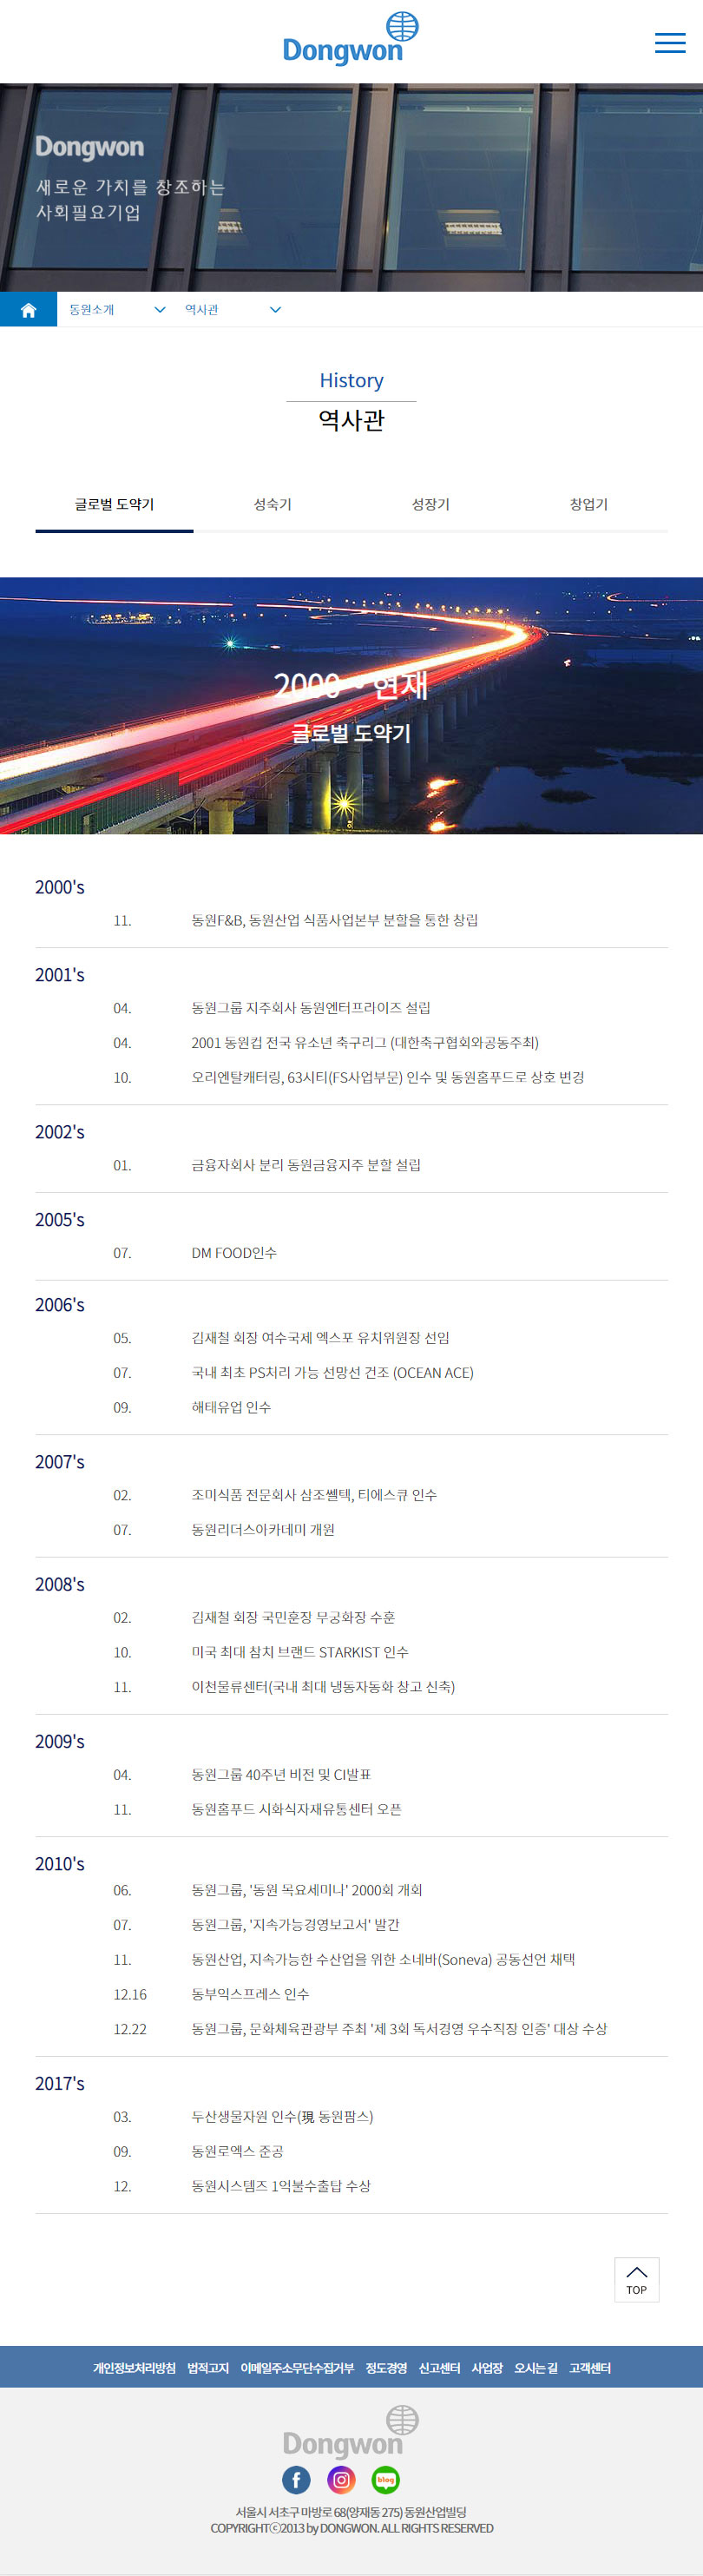 Dongwon
Dongwon
새로운 가치를 창조하는
사회필요기업
동원소개
역사관
History
역사관
글로벌 도약기
성숙기
성장기
창업기
2000 ~ 현재
글로벌 도약기
2000's
11. 동원F&B, 동원산업 식품사업본부 분할을 통한 창립
2001's
04. 동원그룹 지주회사 동원엔터프라이즈 설립
04. 2001 동원컵 전국 유소년 축구리그 (대한축구협회와공동주최)
10. 오리엔탈캐터링, 63시티(FS사업부문) 인수 및 동원홈푸드로 상호 변경
2002's
01. 금융자회사 분리 동원금융지주 분할 설립
2005's
07. DM FOOD인수
2006's
05. 김재철 회장 여수국제 엑스포 유치위원장 선임
07. 국내 최초 PS처리 가능 선망선 건조 (OCEAN ACE)
09. 해태유업 인수
2007's
02. 조미식품 전문회사 삼조쎌텍, 티에스큐 인수
07. 동원리더스아카데미 개원
2008's
02. 김재철 회장 국민훈장 무궁화장 수훈
10. 미국 최대 참치 브랜드 STARKIST 인수
11. 이천물류센터(국내 최대 냉동자동화 창고 신축)
2009's
04. 동원그룹 40주년 비전 및 CI발표
11. 동원홈푸드 시화식자재유통센터 오픈
2010's
06. 동원그룹, '동원 목요세미나' 2000회 개회
07. 동원그룹, '지속가능경영보고서' 발간
11. 동원산업, 지속가능한 수산업을 위한 소네바(Soneva) 공동선언 채택
12.16 동부익스프레스 인수
12.22 동원그룹, 문화체육관광부 주최 '제 3회 독서경영 우수직장 인증' 대상 수상
2017's
03. 두산생물자원 인수(現 동원팜스)
09. 동원로엑스 준공
12. 동원시스템즈 1억불수출탑 수상
TOP
개인정보처리방침 법적고지 이메일주소무단수집거부 정도경영 신고센터 사업장 오시는 길 고객센터
Dongwon
blog
서울시 서초구 마방로 68(양재동 275) 동원산업빌딩
COPYRIGHTⓒ2013 by DONGWON. ALL RIGHTS RESERVED